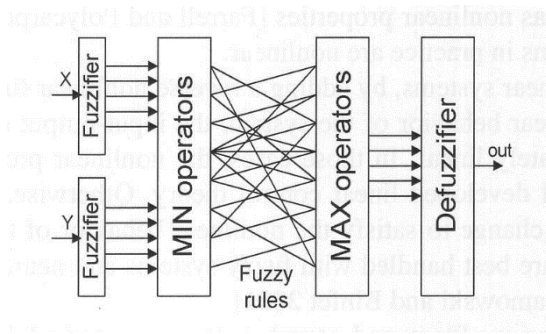 X
Fuzzifier
Y
Fuzzifier
MIN operators
Fuzzy
rules
MAX operators
Defuzzifier
out